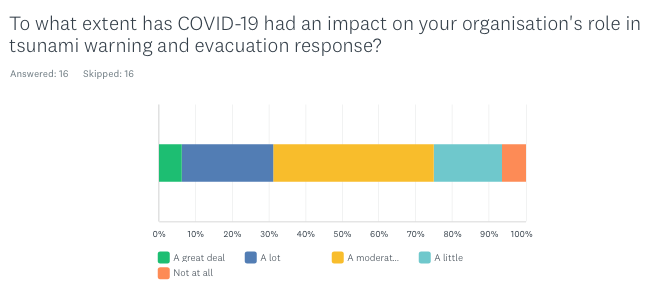 To what extent has COVID-19 had an impact on your organisation's role in
tsunami warning and evacuation response?
Answered: 16 Skipped: 16
0% 10% 20% 30% 40% 50% 60% 70% 80% 90% 100%
A great deal A lot A moderat... A little
Not at all